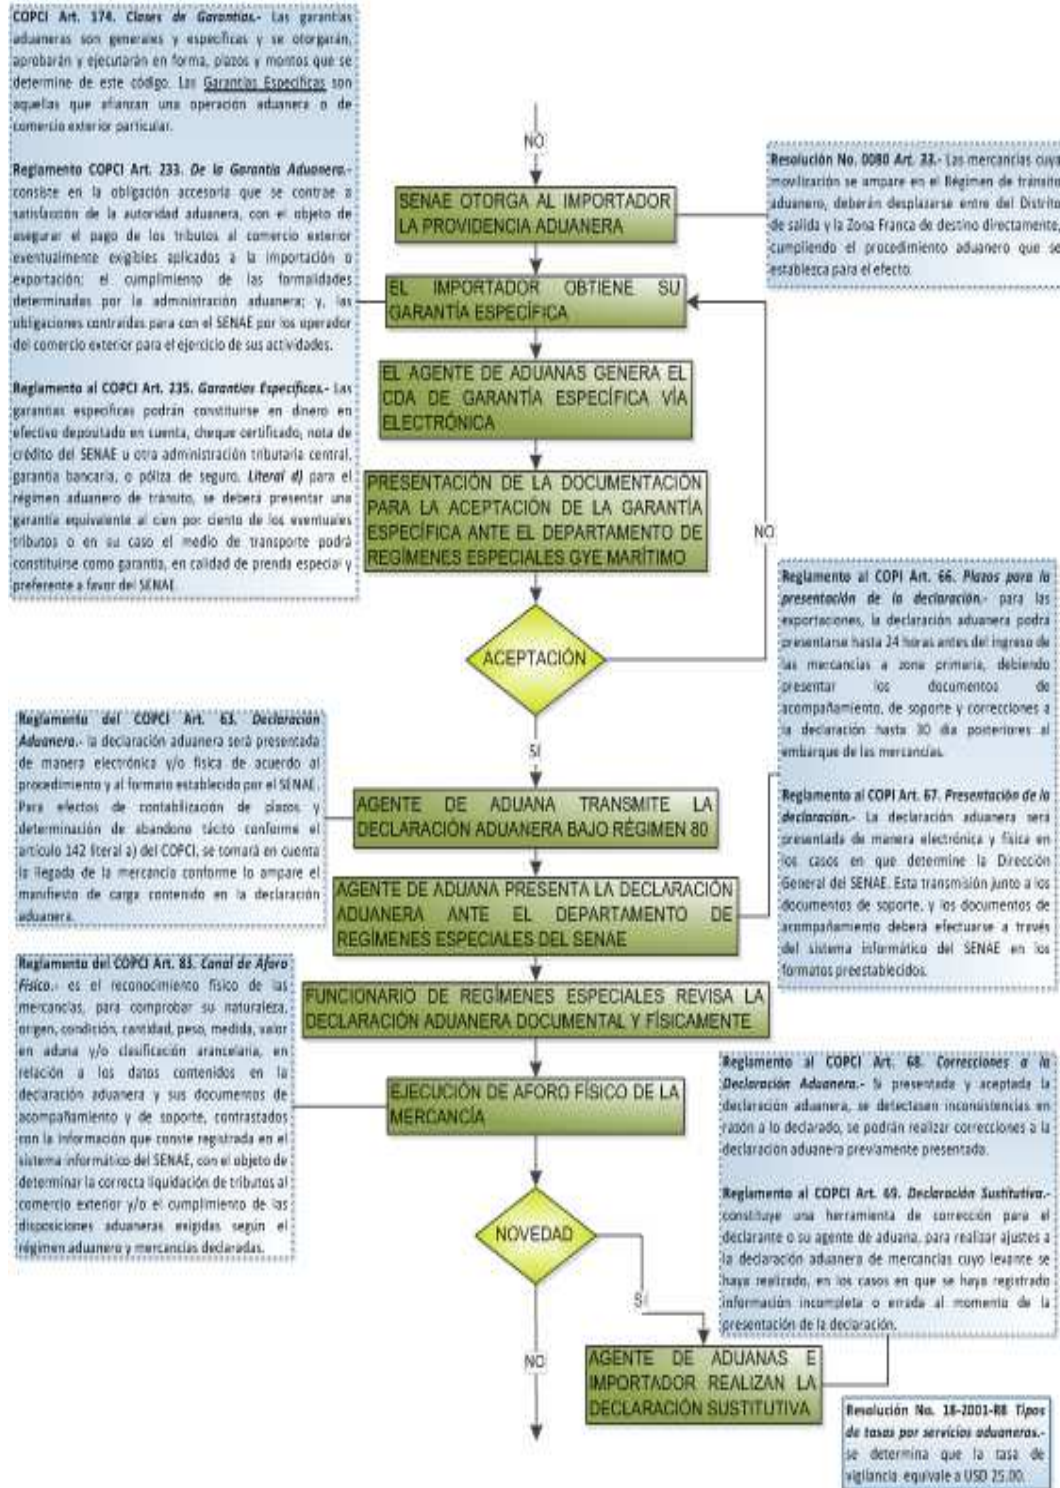 COPCI Art. 174. Clases de Garantías.- Las garantías
aduaneras son generales y específicas y se otorgarán,
aprobarán y ejecutarán en forma, plazos y montos que se
determine de este código. Las Garantías Específicas son
aquellas que afianzan una operación aduanera o de
comercio exterior particular.
Reglamento COPCI Art. 233. De la Garantía Aduanera.-
consiste en la obligación accesoria que se contrae a
satisfacción de la autoridad aduanera, con el objeto de
asegurar el pago de los tributos al comercio exterior
eventualmente exigibles aplicados a la importación o
exportación; el cumplimiento de las formalidades
determinadas por la administración aduanera; y, las
obligaciones contraídas para con el SENAE por los operador
del comercio exterior para el ejercicio de sus actividades.
Reglamento al COPCI Art. 235. Garantías Específicas.- Las
garantías específicas podrán constituirse en dinero en
efectivo depositado en cuenta, cheque certificado, nota de
crédito del SENAE u otra administración tributaria central,
garantía bancaria, o póliza de seguro. Literal d) para el
régimen aduanero de tránsito, se deberá presentar una
garantía equivalente al cien por ciento de los eventuales
tributos o en su caso el medio de transporte podrá
constituirse como garantía, en calidad de prenda especial y
preferente a favor del SENAE.
NO
SENAE OTORGA AL IMPORTADOR
LA PROVIDENCIA ADUANERA
Resolución No. 0080 Art. 33.- Las mercancías cuya
movilización se ampare en el Régimen de tránsito
aduanero, deberán desplazarse entre del Distrito
de salida y la Zona Franca de destino directamente,
cumpliendo el procedimiento aduanero que se
establezca para el efecto.
EL IMPORTADOR OBTIENE SU
GARANTÍA ESPECÍFICA
EL AGENTE DE ADUANAS GENERA EL
CDA DE GARANTÍA ESPECÍFICA VÍA
ELECTRÓNICA
PRESENTACIÓN DE LA DOCUMENTACIÓN
PARA LA ACEPTACIÓN DE LA GARANTÍA
ESPECÍFICA ANTE EL DEPARTAMENTO DE
REGÍMENES ESPECIALES GYE MARÍTIMO
NO
ACEPTACIÓN
SI
Reglamento al COPI Art. 66. Plazos para la
presentación de la declaración.- para las
exportaciones, la declaración aduanera podrá
presentarse hasta 24 horas antes del ingreso de
las mercancías a zona primaria, debiendo
presentar los documentos de
acompañamiento, de soporte y correcciones a
la declaración hasta 30 día posteriores al
embarque de las mercancías.
Reglamento al COPI Art. 67. Presentación de la
declaración.- La declaración aduanera será
presentada de manera electrónica y física en
los casos en que determine la Dirección
General del SENAE. Esta transmisión junto a los
documentos de soporte, y los documentos de
acompañamiento deberá efectuarse a través
del sistema informático del SENAE en los
formatos preestablecidos.
Reglamento del COPCI Art. 63. Declaración
Aduanera.- la declaración aduanera será presentada
de manera electrónica y/o física de acuerdo al
procedimiento y al formato establecido por el SENAE.
Para efectos de contabilización de plazos y
determinación de abandono tácito conforme el
artículo 142 literal a) del COPCI, se tomará en cuenta
la llegada de la mercancía conforme lo ampare el
manifiesto de carga contenido en la declaración
aduanera.
AGENTE DE ADUANA TRANSMITE LA
DECLARACIÓN ADUANERA BAJO RÉGIMEN 80
AGENTE DE ADUANA PRESENTA LA DECLARACIÓN
ADUANERA ANTE EL DEPARTAMENTO DE
REGÍMENES ESPECIALES DEL SENAE
FUNCIONARIO DE REGÍMENES ESPECIALES REVISA LA
DECLARACIÓN ADUANERA DOCUMENTAL Y FÍSICAMENTE
Reglamento del COPCI Art. 83. Canal de Aforo
Físico.- es el reconocimiento físico de las
mercancías, para comprobar su naturaleza,
origen, condición, cantidad, peso, medida, valor
en aduna y/o clasificación arancelaria, en
relación a los datos contenidos en la
declaración aduanera y sus documentos de
acompañamiento y de soporte, contrastados
con la información que conste registrada en el
sistema informático del SENAE, con el objeto de
determinar la correcta liquidación de tributos al
comercio exterior y/o el cumplimiento de las
disposiciones aduaneras exigidas según el
régimen aduanero y mercancías declaradas.
EJECUCIÓN DE AFORO FÍSICO DE LA
MERCANCÍA
NOVEDAD
SI
NO
Reglamento al COPCI Art. 68. Correcciones a la
Declaración Aduanera.- Si presentada y aceptada la
declaración aduanera, se detectasen inconsistencias en
razón a lo declarado, se podrán realizar correcciones a la
declaración aduanera previamente presentada.
Reglamento al COPCI Art. 69. Declaración Sustitutiva.-
constituye una herramienta de corrección para el
declarante o su agente de aduana, para realizar ajustes a
la declaración aduanera de mercancías cuyo levante se
haya realizado, en los casos en que se haya registrado
información incompleta o errada al momento de la
presentación de la declaración.
AGENTE DE ADUANAS E
IMPORTADOR REALIZAN LA
DECLARACIÓN SUSTITUTIVA
Resolución No. 18-2001-R8 Tipos
de tasas por servicios aduaneros.-
se determina que la tasa de
vigilancia equivale a USD 25.00.